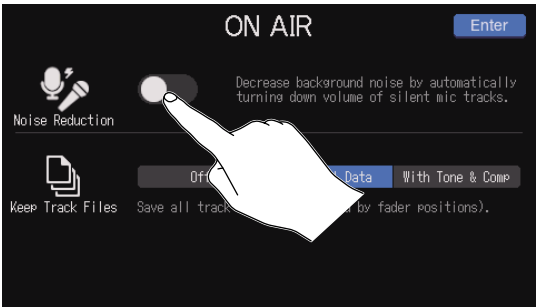 ON AIR
Enter
Decrease background noise by automatically
turning down volume of silent mic tracks.
Noise Reduction
Off Data With Tone & Comp
Keep Track Files Save all track by fader positions).